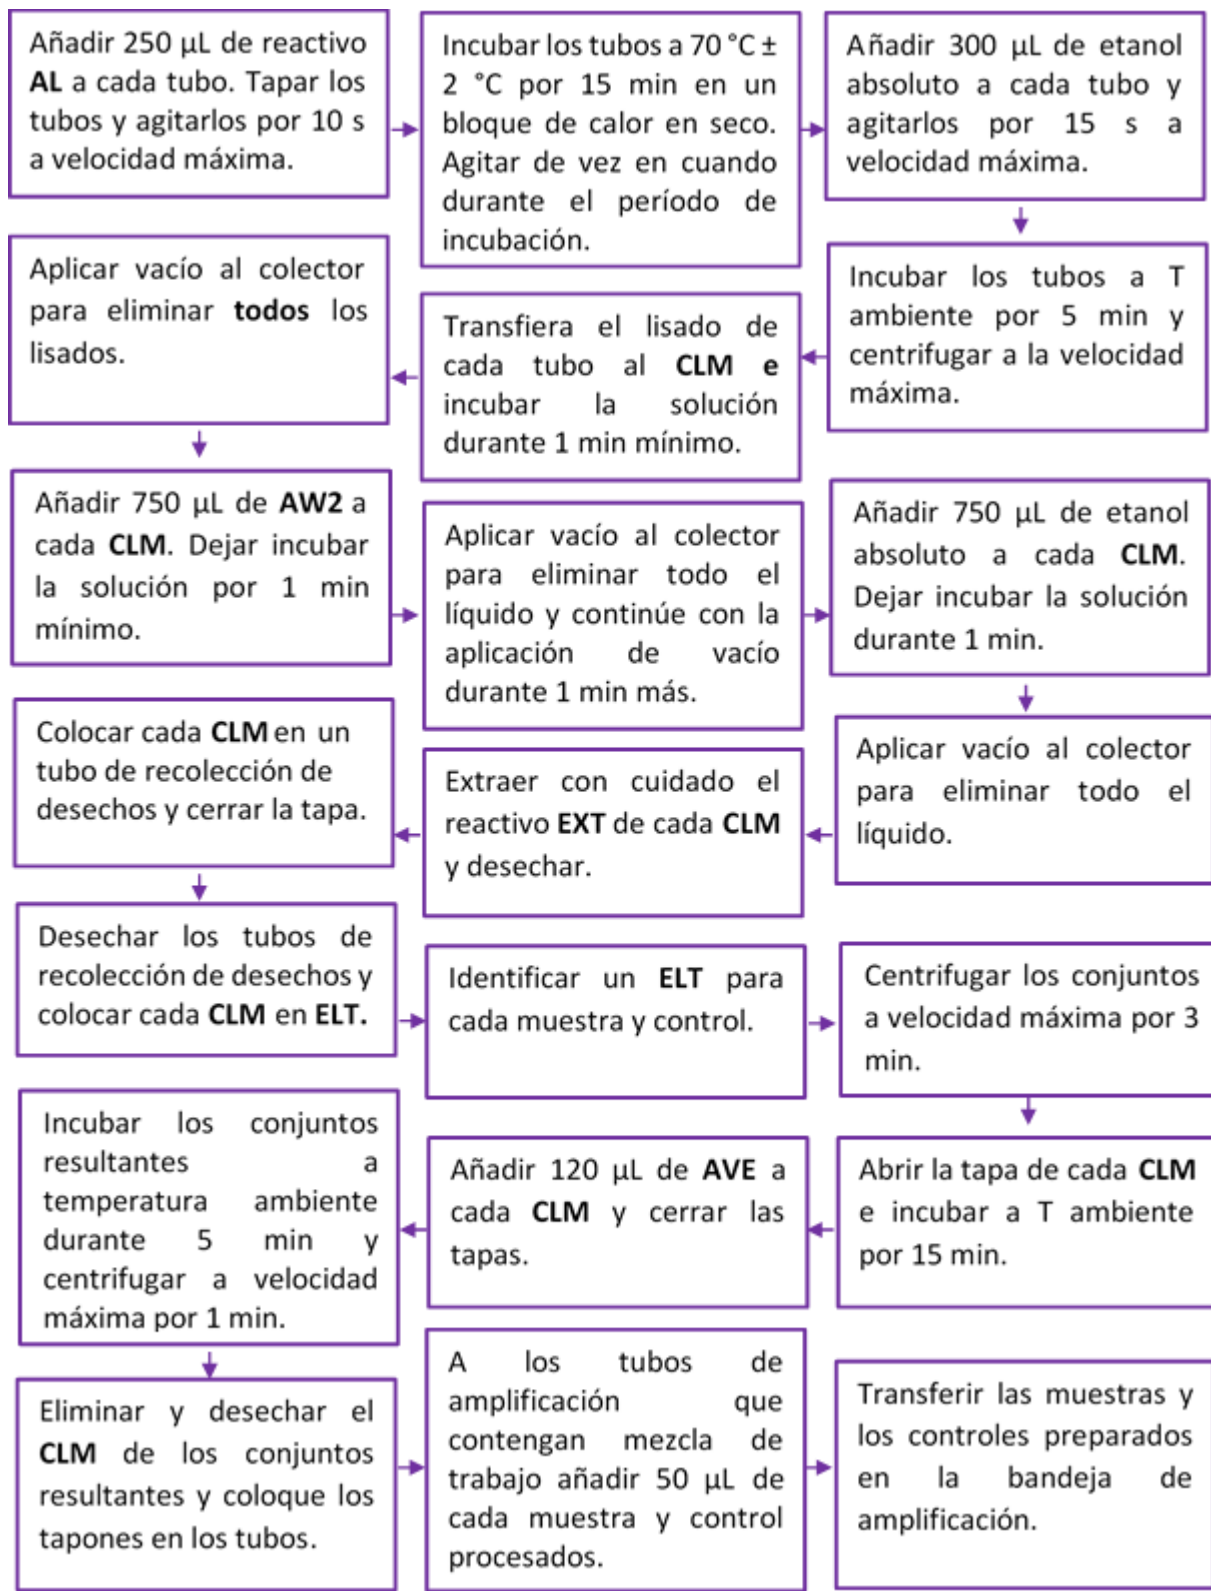 Añadir 250 µL de reactivo
AL a cada tubo. Tapar los
tubos y agitarlos por 10 s
a velocidad máxima.
Incubar los tubos a 70 °C ±
2 °C por 15 min en un
bloque de calor en seco.
Agitar de vez en cuando
durante el período de
incubación.
Añadir 300 µL de etanol
absoluto a cada tubo y
agitarlos por 15 s a
velocidad máxima.
Incubar los tubos a T
ambiente por 5 min y
centrifugar a la velocidad
máxima.
Transfiera el lisado de
cada tubo al CLM e
incubar la solución
durante 1 min mínimo.
Aplicar vacío al colector
para eliminar todos los
lisados.
Añadir 750 µL de AW2 a
cada CLM. Dejar incubar
la solución por 1 min
mínimo.
Aplicar vacío al colector
para eliminar todo el
líquido y continúe con la
aplicación de vacío
durante 1 min más.
Añadir 750 µL de etanol
absoluto a cada CLM.
Dejar incubar la solución
durante 1 min.
Aplicar vacío al colector
para eliminar todo el
líquido.
Extraer con cuidado el
reactivo EXT de cada CLM
y desechar.
Colocar cada CLM en un
tubo de recolección de
desechos y cerrar la tapa.
Desechar los tubos de
recolección de desechos y
colocar cada CLM en ELT.
Identificar un ELT para
cada muestra y control.
Centrifugar los conjuntos
a velocidad máxima por 3
min.
Abrir la tapa de cada CLM
e incubar a T ambiente
por 15 min.
Añadir 120 µL de AVE a
cada CLM y cerrar las
tapas.
Incubar los conjuntos
resultantes a
temperatura ambiente
durante 5 min y
centrifugar a velocidad
máxima por 1 min.
Eliminar y desechar el
CLM de los conjuntos
resultantes y coloque los
tapones en los tubos.
A los tubos de
amplificación que
contengan mezcla de
trabajo añadir 50 µL de
cada muestra y control
procesados.
Transferir las muestras y
los controles preparados
en la bandeja de
amplificación.